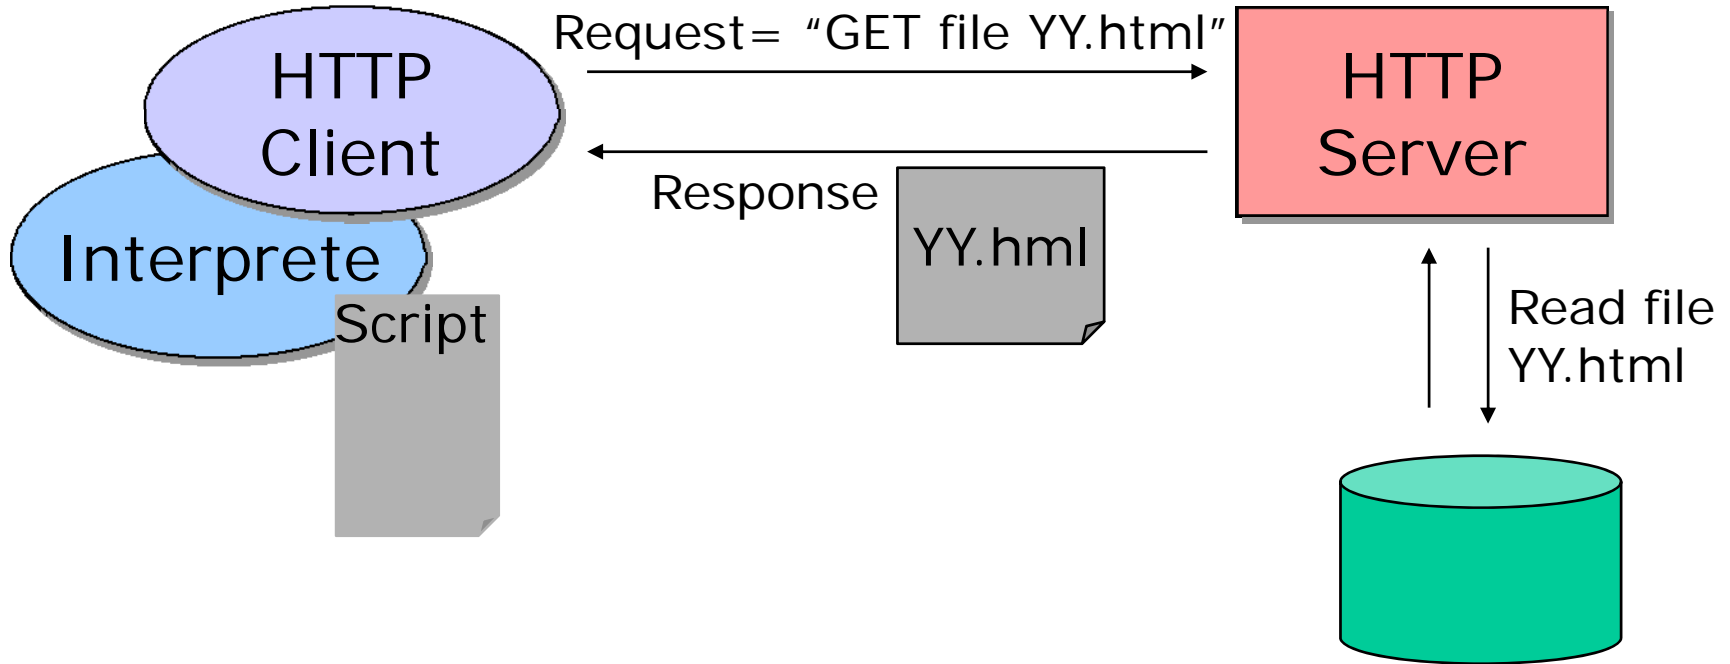 Request= “GET file YY.html”
HTTP
Client
HTTP
Server
Response
YY.hml
Interprete
Script
Read file
YY.html